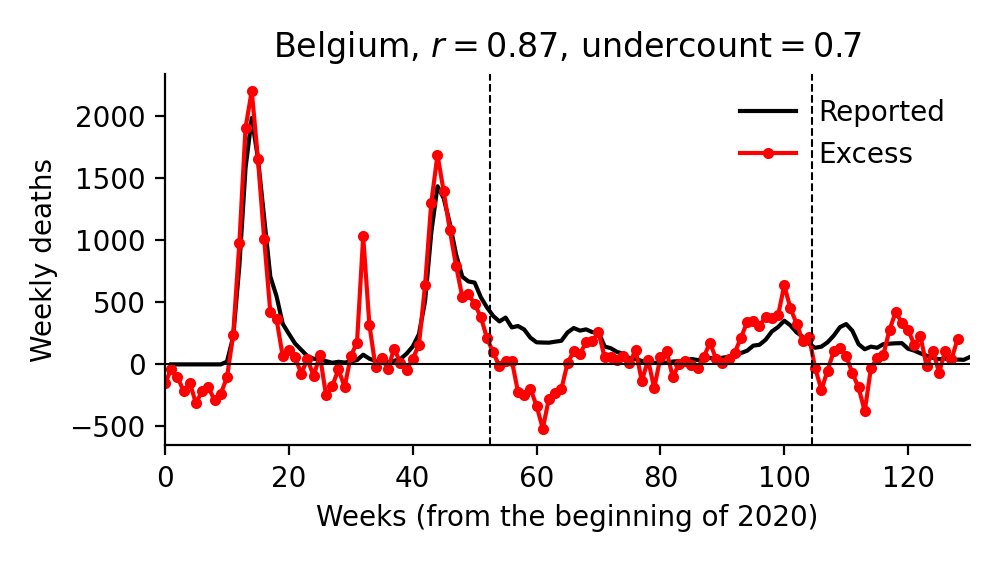 Belgium, r = 0.87, undercount = 0.7
Reported
Excess
Weekly deaths
2000
1500
1000
500
0
−500
0 20 40 60 80 100 120
Weeks (from the beginning of 2020)